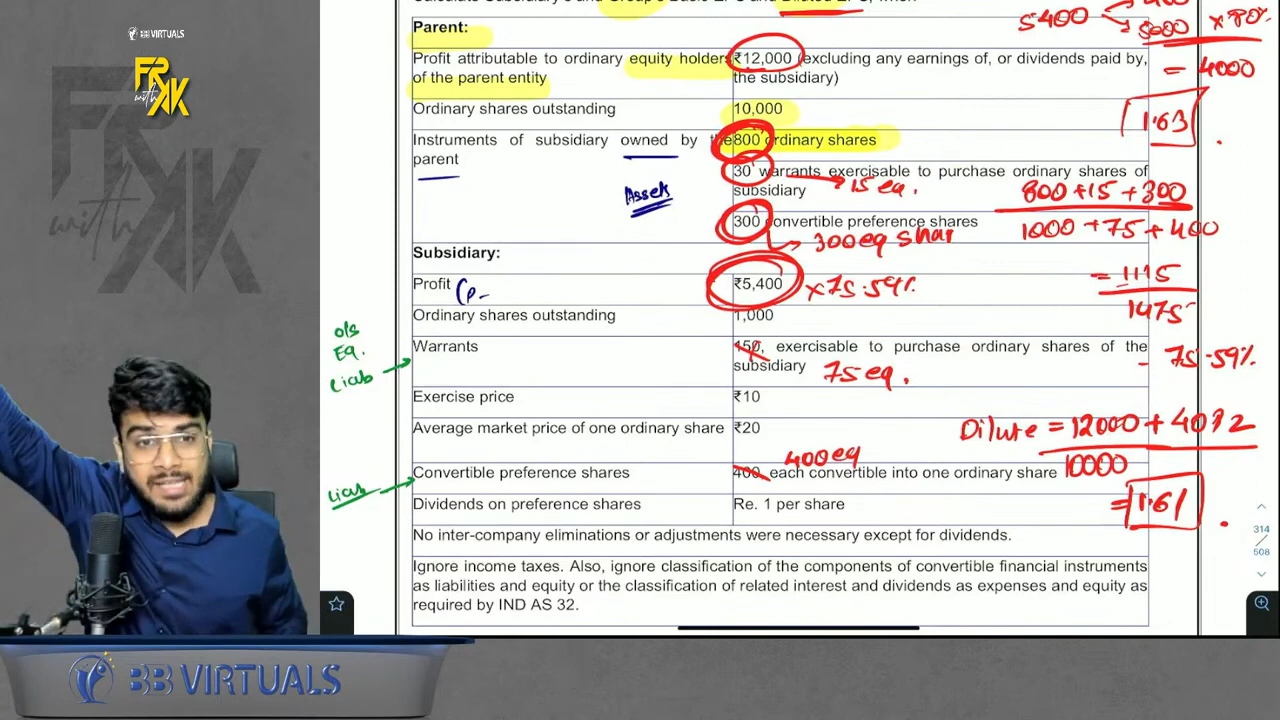 BB VIRTUALS
FR
with
KK
Parent:
Profit attributable to ordinary equity holders of the parent entity
₹12,000 (excluding any earnings of, or dividends paid by, the subsidiary)
Ordinary shares outstanding
10,000
Instruments of subsidiary owned by the parent
800 ordinary shares
30 warrants exercisable to purchase ordinary shares of subsidiary
→ 15 eq.
300 convertible preference shares
→ 300 eq shar
Assets
Subsidiary:
Profit (p-
₹5,400
x 75.59%
Ordinary shares outstanding
1,000
Warrants
150, exercisable to purchase ordinary shares of the subsidiary
75 eq.
Exercise price
₹10
Average market price of one ordinary share
₹20
400 eq
Convertible preference shares
400, each convertible into one ordinary share
Dividends on preference shares
Re. 1 per share
No inter-company eliminations or adjustments were necessary except for dividends.
Ignore income taxes. Also, ignore classification of the components of convertible financial instruments
as liabilities and equity or the classification of related interest and dividends as expenses and equity as
required by IND AS 32.
o/s
Eq.
Liab
Liab
5400
5000 x 80%
= 4000
1.63
800 + 15 + 300
1000 + 75 + 400
= 1115
1475
75.59%
Dilute = 12000 + 4082
10000
= 1.61
314
/
508
BB VIRTUALS